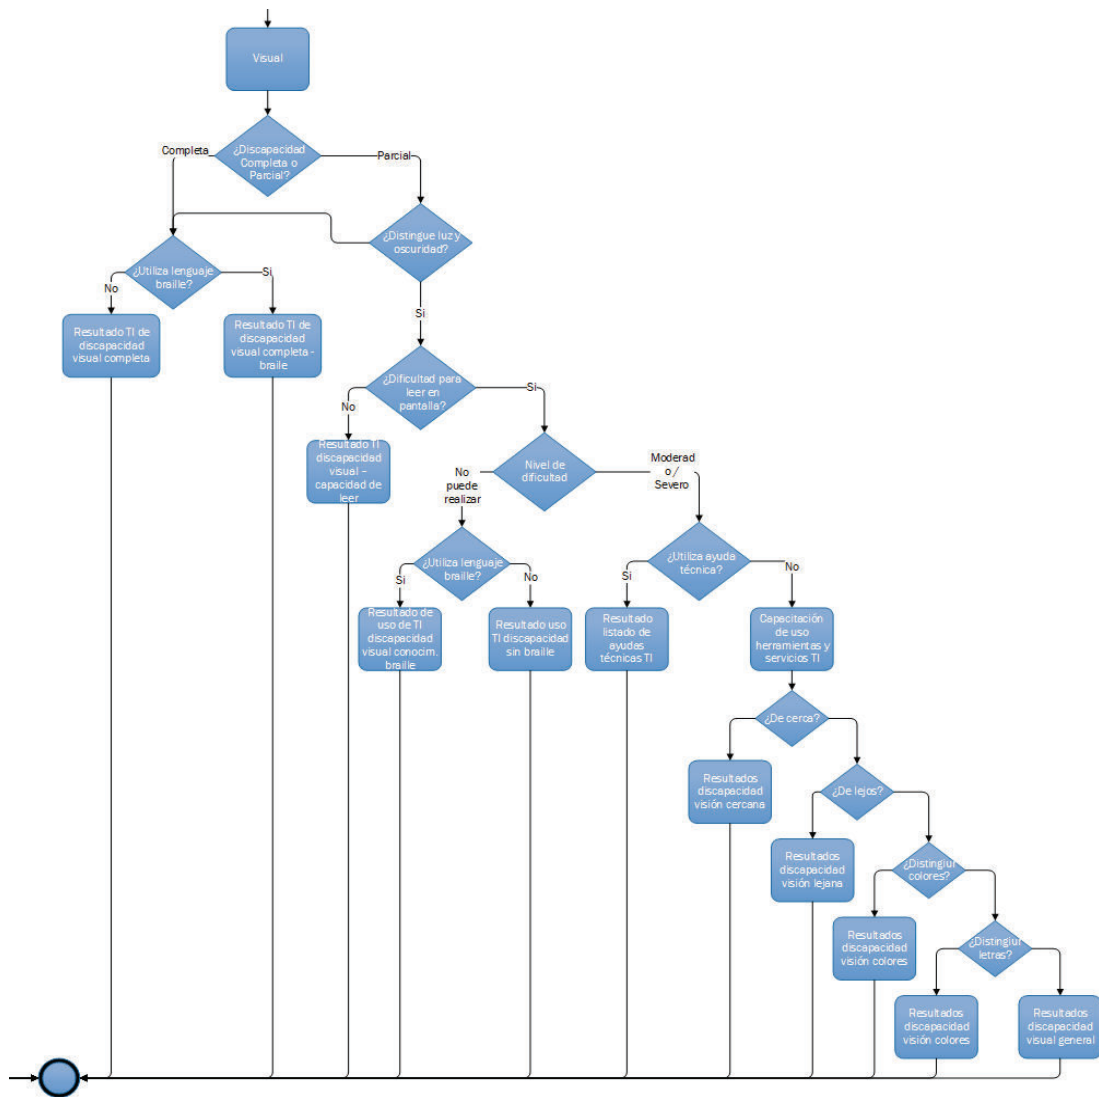 Visual
¿Discapacidad
Completa o
Parcial?
Completa
Parcial
¿Distingue luz y
oscuridad?
¿Utiliza lenguaje
braille?
No
Si
Si
Resultado TI de
discapacidad
visual completa
Resultado TI de
discapacidad
visual completa -
braile
¿Dificultad para
leer en
pantalla?
No
Si
Resultado TI
discapacidad
visual –
capacidad de
leer
Nivel de
dificultad
No
puede
realizar
Moderad
o /
Severo
¿Utiliza lenguaje
braille?
¿Utiliza ayuda
técnica?
Si
No
Si
No
Resultado de
uso de TI
discapacidad
visual conocim.
braille
Resultado uso
TI discapacidad
sin braille
Resultado
listado de
ayudas
técnicas TI
Capacitación
de uso
herramientas y
servicios TI
¿De cerca?
Resultados
discapacidad
visión cercana
¿De lejos?
Resultados
discapacidad
visión lejana
¿Distingiur
colores?
Resultados
discapacidad
visión colores
¿Distingiur
letras?
Resultados
discapacidad
visión colores
Resultados
discapacidad
visual general